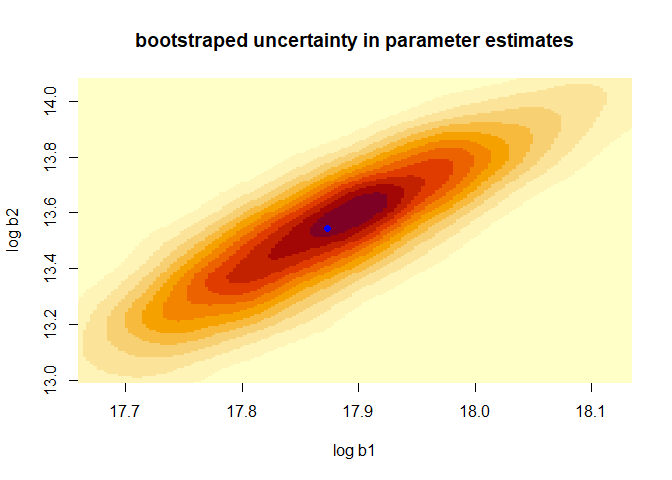 bootstraped uncertainty in parameter estimates
14.0
13.8
13.6
13.4
13.2
13.0
log b2
17.7 17.8 17.9 18.0 18.1
log b1